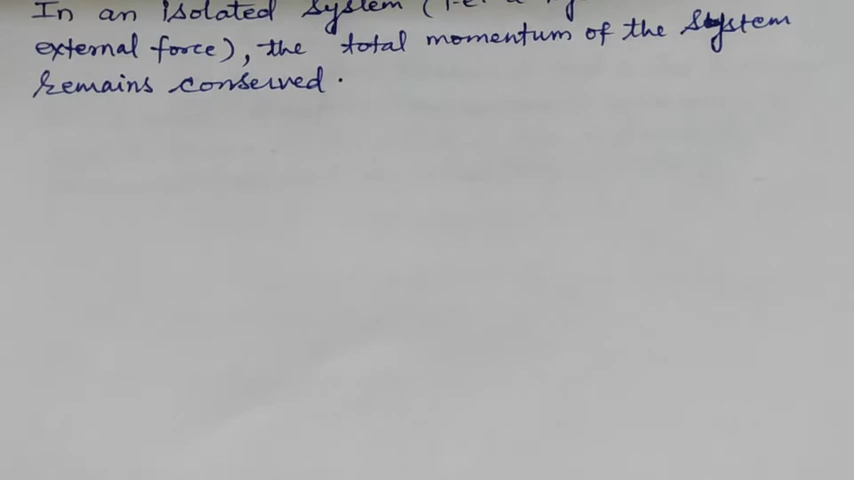 In an isolated system (i.e. a
external force), the total momentum of the system
remains conserved.